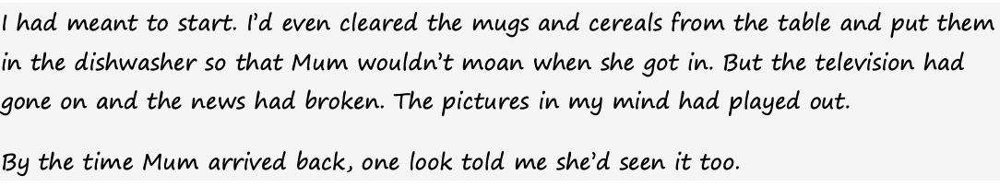 I had meant to start. I’d even cleared the mugs and cereals from the table and put them
in the dishwasher so that Mum wouldn’t moan when she got in. But the television had
gone on and the news had broken. The pictures in my mind had played out.
By the time Mum arrived back, one look told me she’d seen it too.